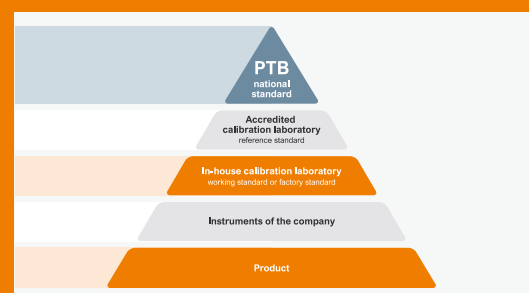 PTB
national
standard
Accredited
calibration laboratory
reference standard
In-house calibration laboratory
working standard or factory standard
Instruments of the company
Product